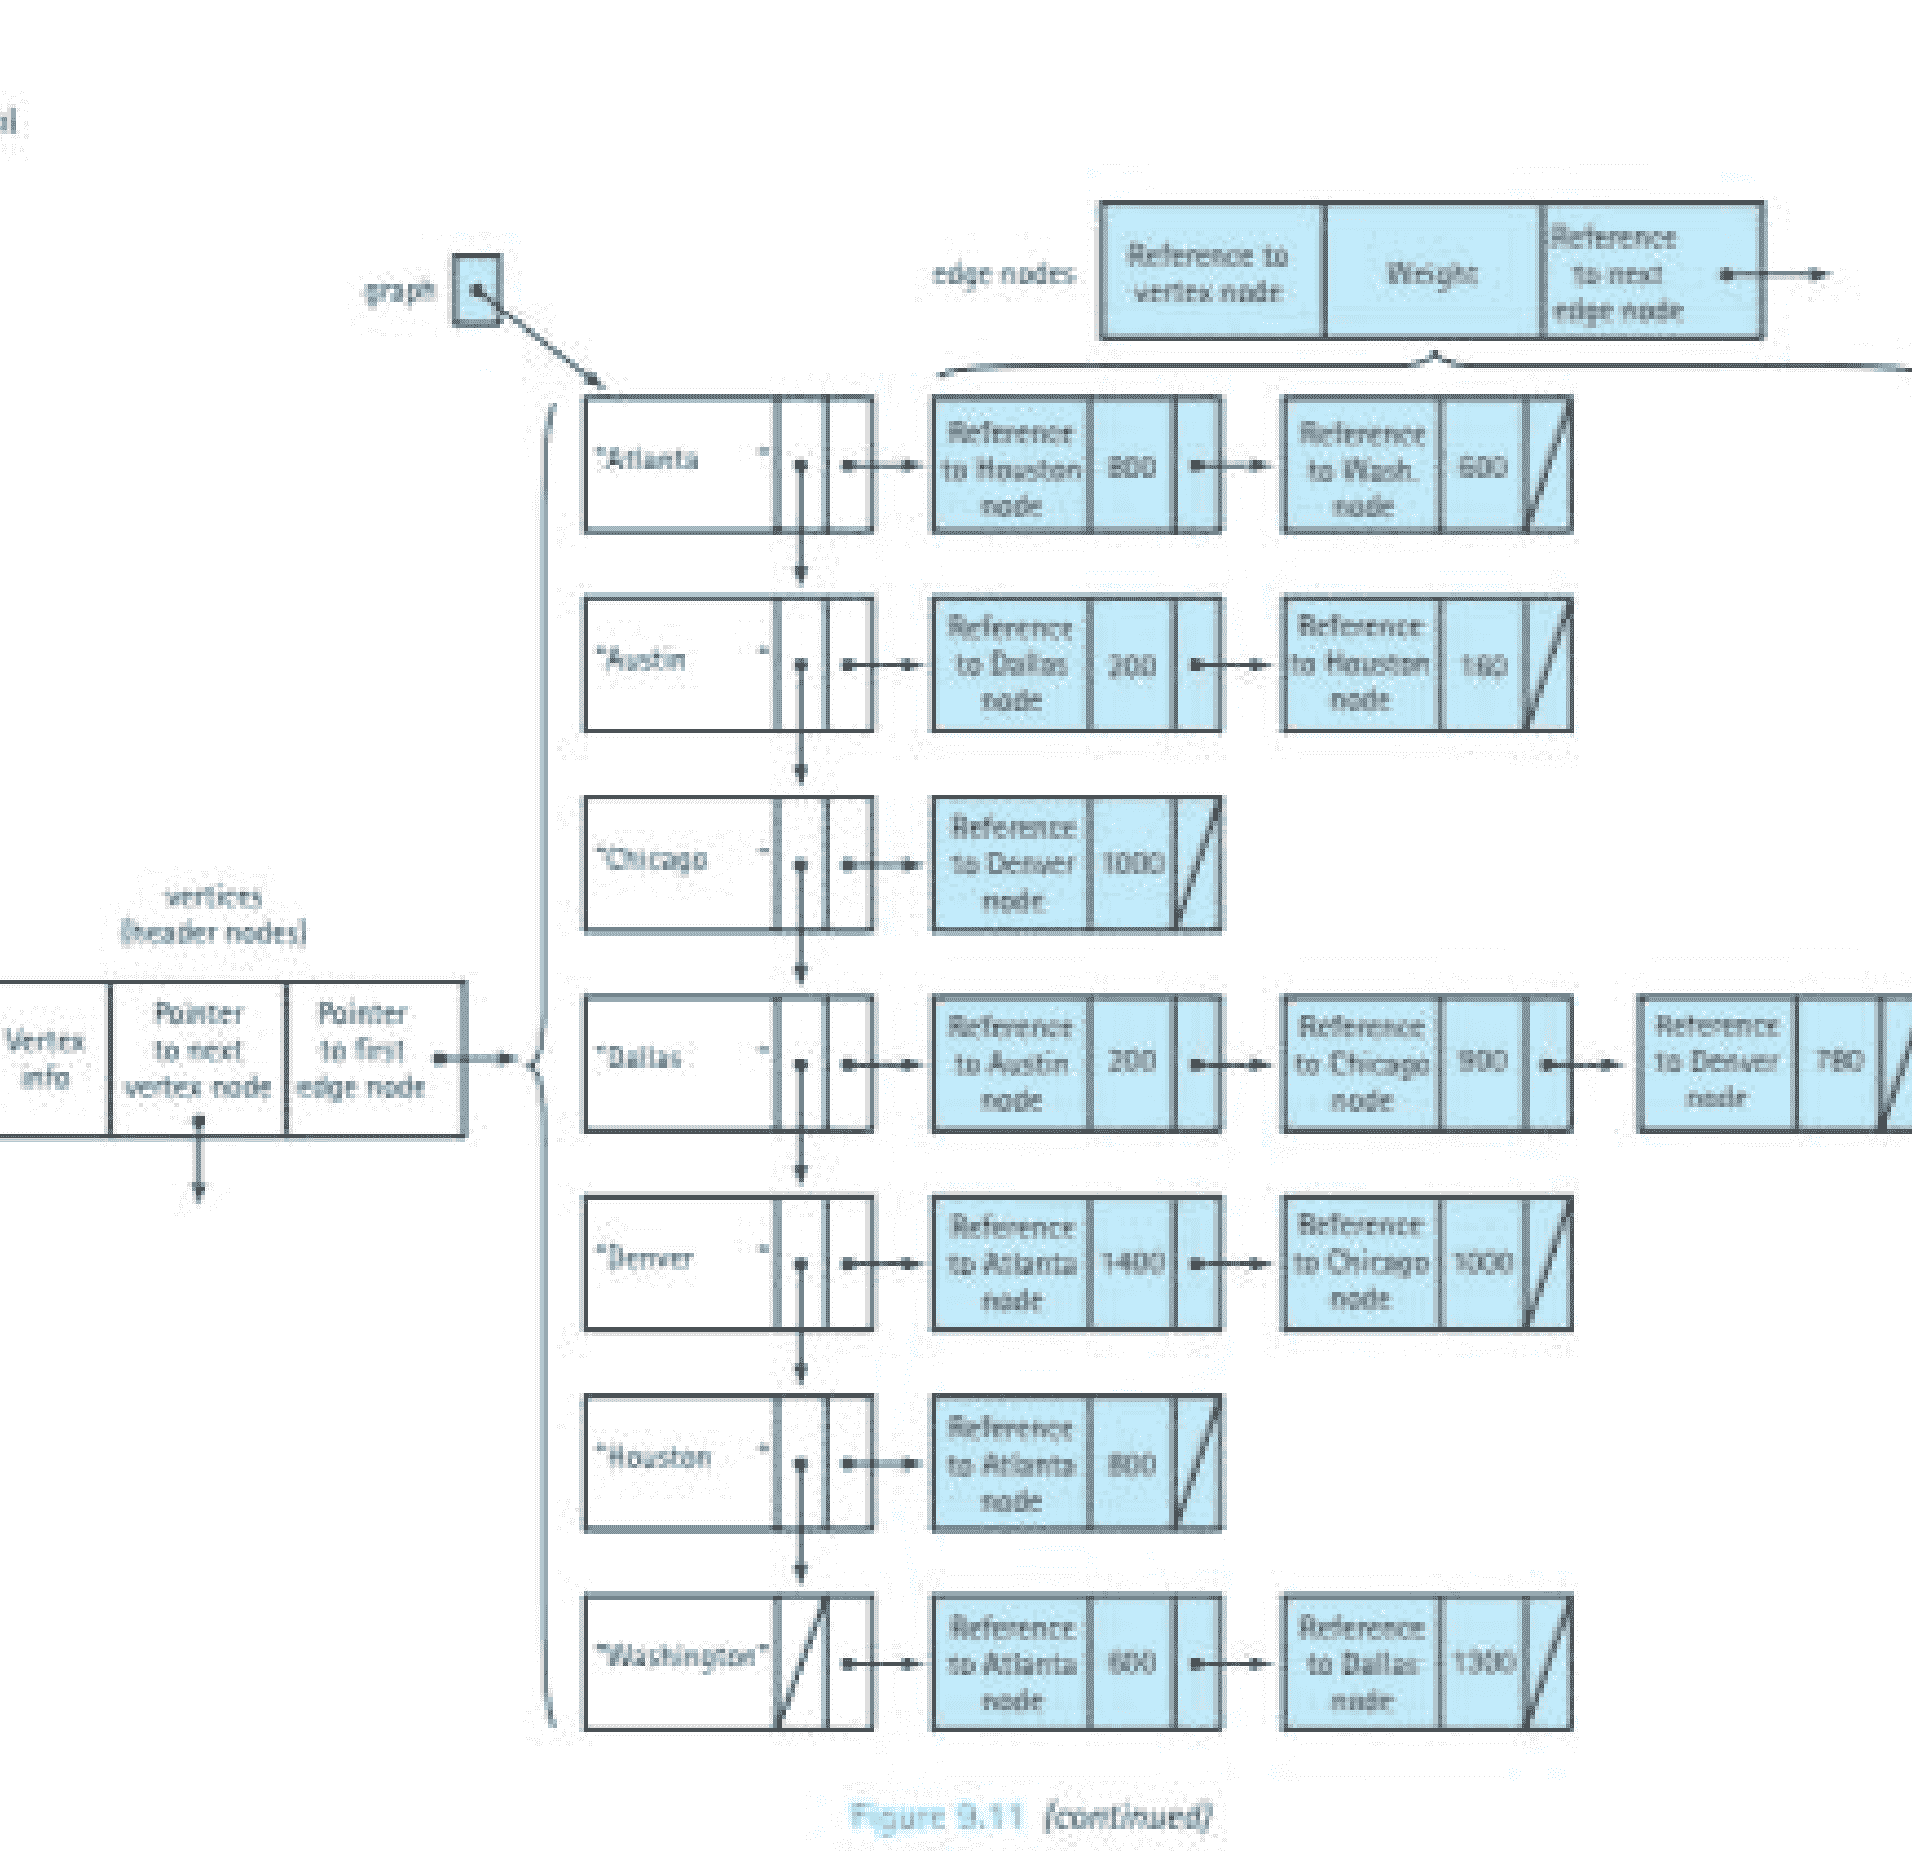 al
graph
edge nodes
Reference to
vertex node
Weight
Reference
to next
edge node
"Atlanta "
Reference
to Houston
node
800
Reference
to Wash.
node
600
"Austin "
Reference
to Dallas
node
200
Reference
to Houston
node
160
"Chicago "
Reference
to Denver
node
1000
vertices
(header nodes)
Vertex
info
Pointer
to next
vertex node
Pointer
to first
edge node
"Dallas "
Reference
to Austin
node
200
Reference
to Chicago
node
900
Reference
to Denver
node
780
"Denver "
Reference
to Atlanta
node
1400
Reference
to Chicago
node
1000
"Houston "
Reference
to Atlanta
node
800
"Washington"
Reference
to Atlanta
node
600
Reference
to Dallas
node
1300
Figure 9.11 (continued)